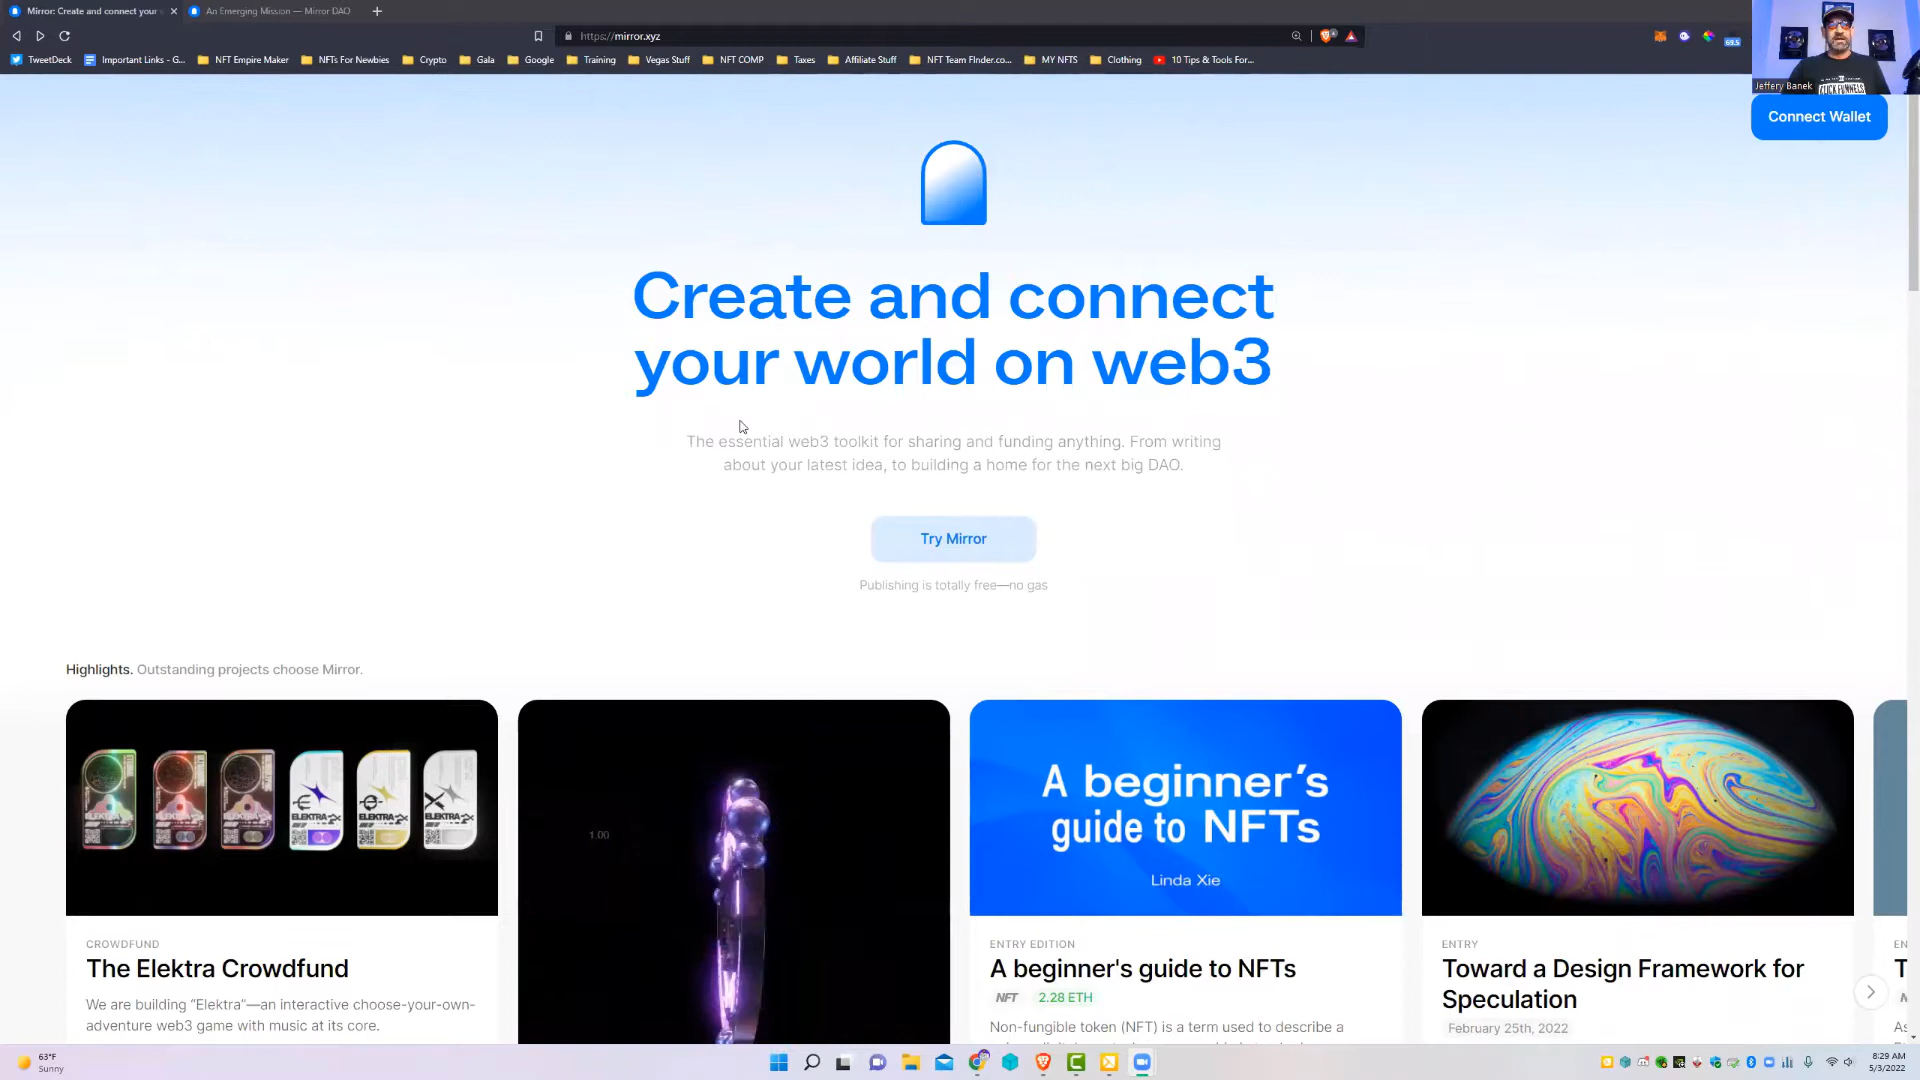 Mirror: Create and connect your
An Emerging Mission — Mirror DAO
https://mirror.xyz
69.5
TweetDeck
Important Links - G...
NFT Empire Maker
NFTs For Newbies
Crypto
Gala
Google
Training
Vegas Stuff
NFT COMP
Taxes
Affiliate Stuff
NFT Team FInder.co...
MY NFTS
Clothing
10 Tips & Tools For...
Jeffery Banek
CLICK FUNNELS
Connect Wallet
Create and connect
your world on web3
The essential web3 toolkit for sharing and funding anything. From writing
about your latest idea, to building a home for the next big DAO.
Try Mirror
Publishing is totally free—no gas
Highlights. Outstanding projects choose Mirror.
1.00
A beginner's
guide to NFTs
Linda Xie
CROWDFUND
The Elektra Crowdfund
We are building “Elektra”—an interactive choose-your-own-
adventure web3 game with music at its core.
ENTRY EDITION
A beginner's guide to NFTs
NFT 2.28 ETH
Non-fungible token (NFT) is a term used to describe a
ENTRY
Toward a Design Framework for
Speculation
February 25th, 2022
63°F
Sunny
8:29 AM
5/3/2022